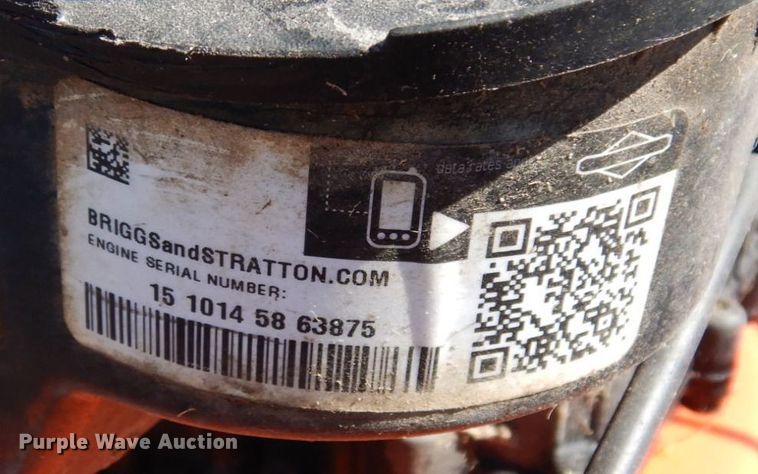 data rates
BRIGGSandSTRATTON.COM
ENGINE SERIAL NUMBER:
15 1014 58 63875
Purple Wave Auction